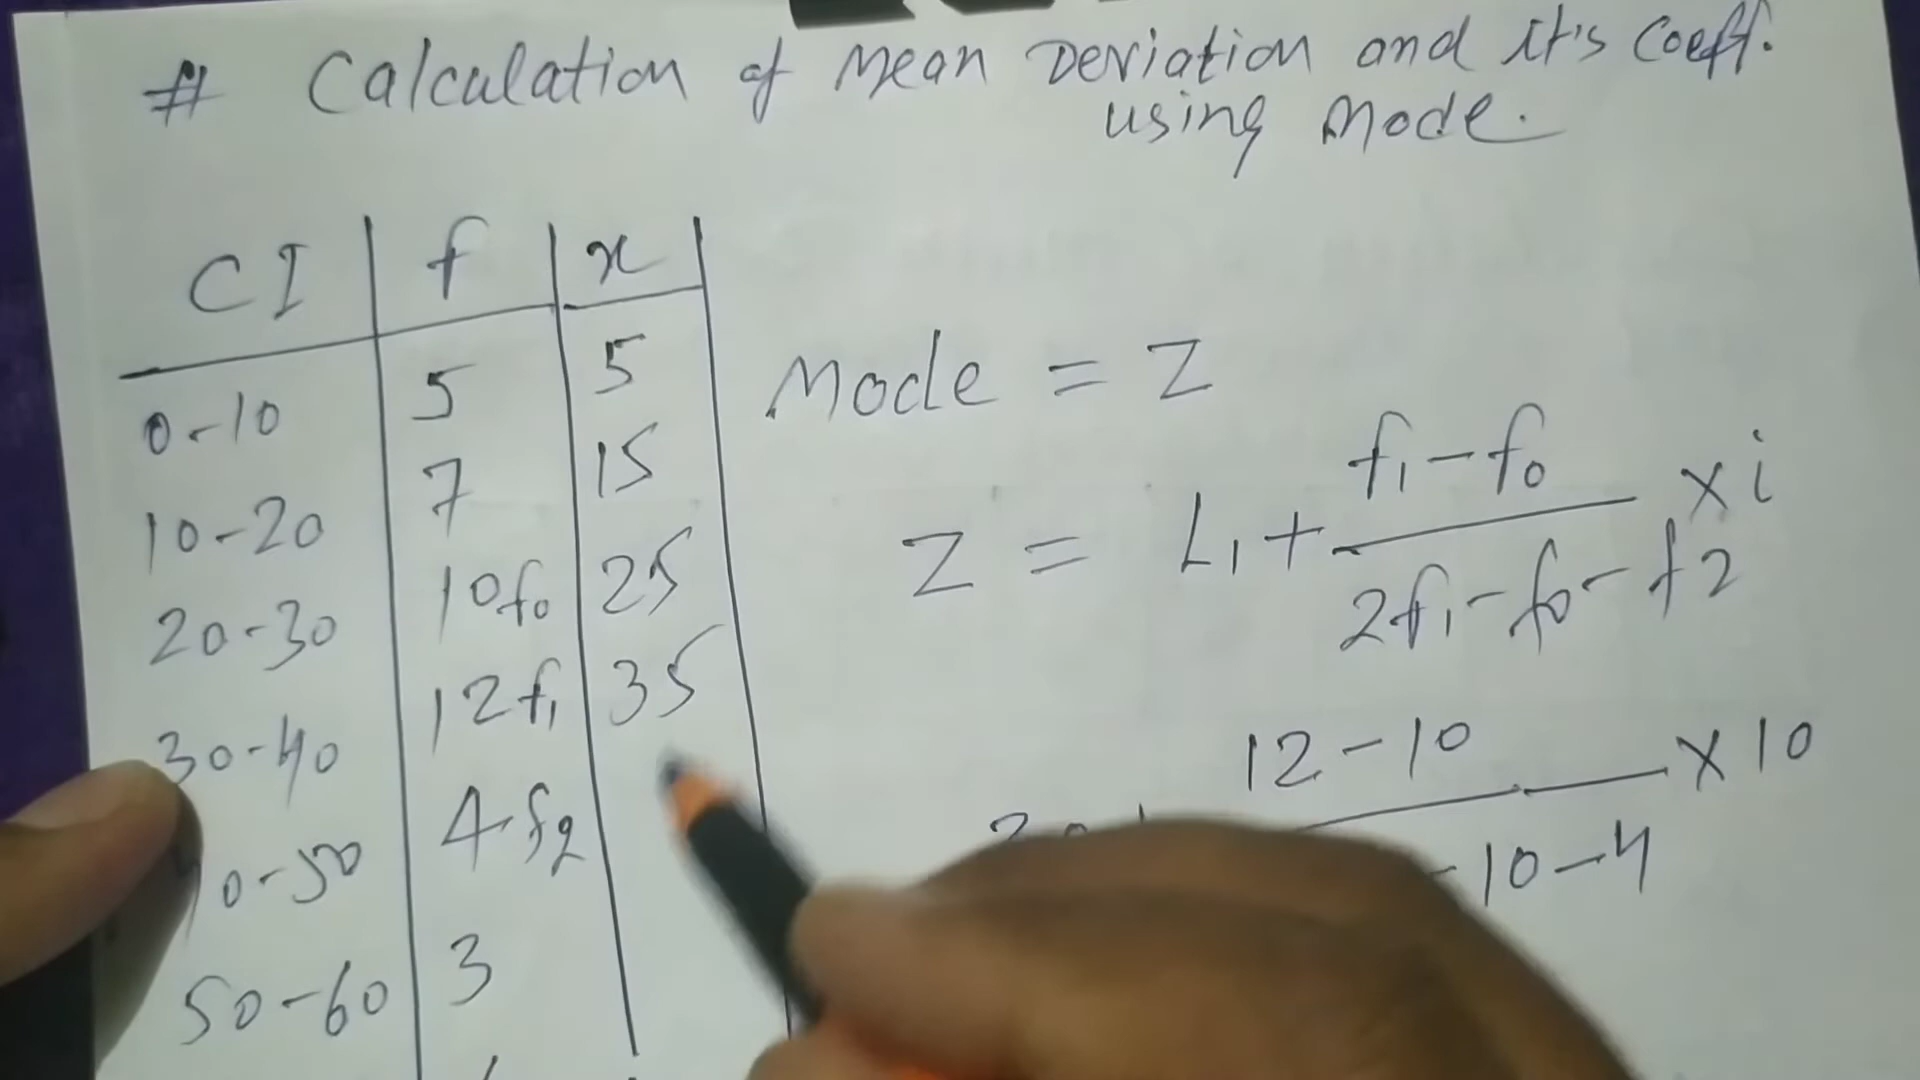 # Calculation of Mean Deviation and it's Coeff.
using Mode.
CI f x
0-10 5 5
10-20 7 15
20-30 10 f0 25
30-40 12 f1 35
0-50 4 f2
50-60 3
Mode = Z
Z = L1 + f1-f0 / 2f1-f0-f2 x i
12-10 x 10
-10-4